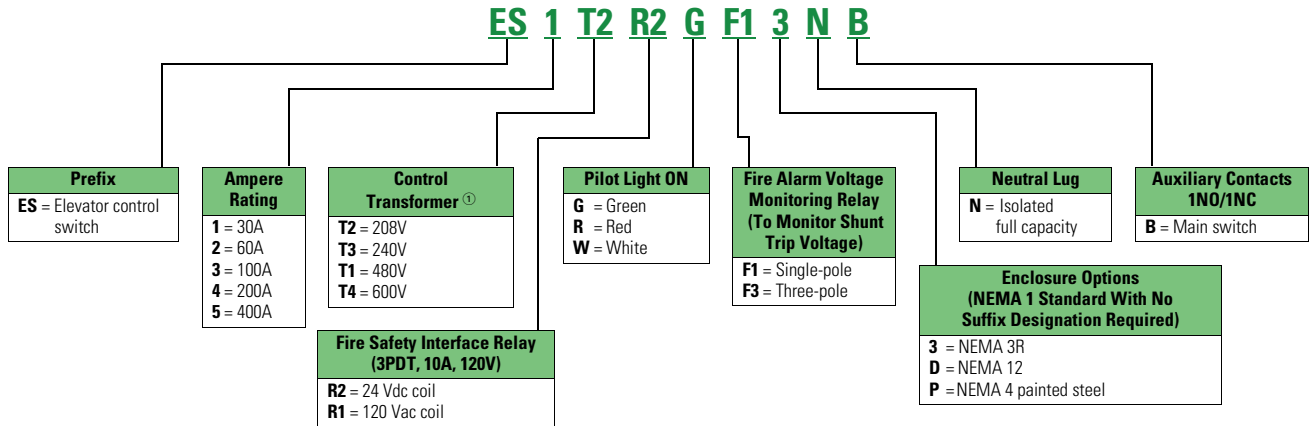 ES 1 T2 R2 G F1 3 N B
Prefix
ES = Elevator control
switch
Ampere
Rating
1 = 30A
2 = 60A
3 = 100A
4 = 200A
5 = 400A
Control
Transformer ①
T2 = 208V
T3 = 240V
T1 = 480V
T4 = 600V
Fire Safety Interface Relay
(3PDT, 10A, 120V)
R2 = 24 Vdc coil
R1 = 120 Vac coil
Pilot Light ON
G = Green
R = Red
W = White
Fire Alarm Voltage
Monitoring Relay
(To Monitor Shunt
Trip Voltage)
F1 = Single-pole
F3 = Three-pole
Enclosure Options
(NEMA 1 Standard With No
Suffix Designation Required)
3 = NEMA 3R
D = NEMA 12
P = NEMA 4 painted steel
Neutral Lug
N = Isolated
full capacity
Auxiliary Contacts
1NO/1NC
B = Main switch